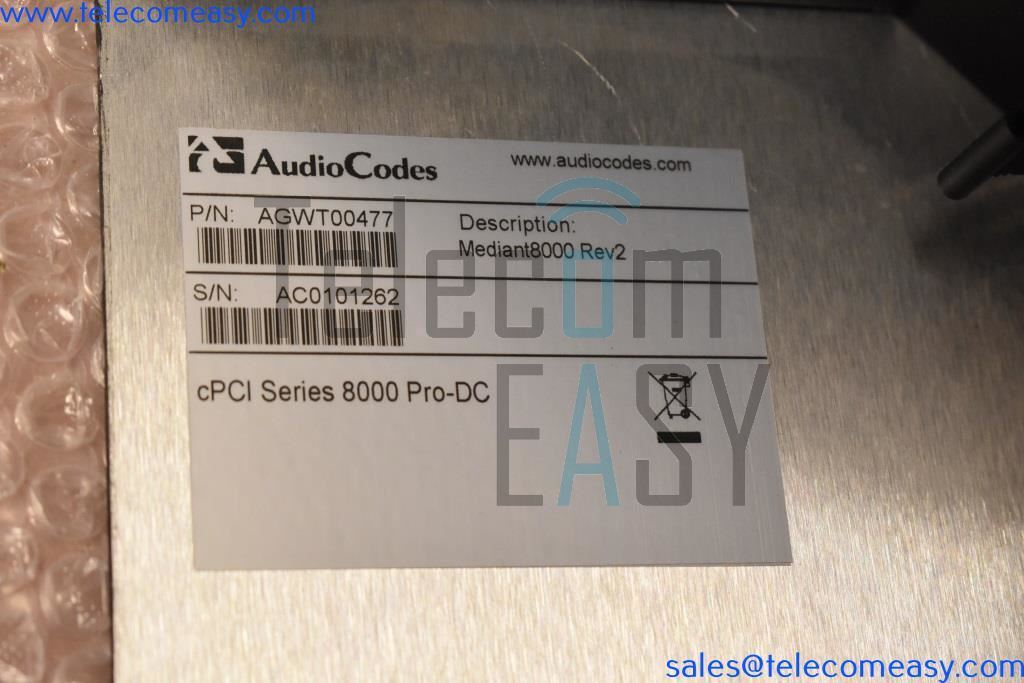 www.telecomeasy.com
AudioCodes
www.audiocodes.com
P/N: AGWT00477
Description:
Mediant8000 Rev2
S/N: AC0101262
Telecom
EASY
cPCI Series 8000 Pro-DC
sales@telecomeasy.com